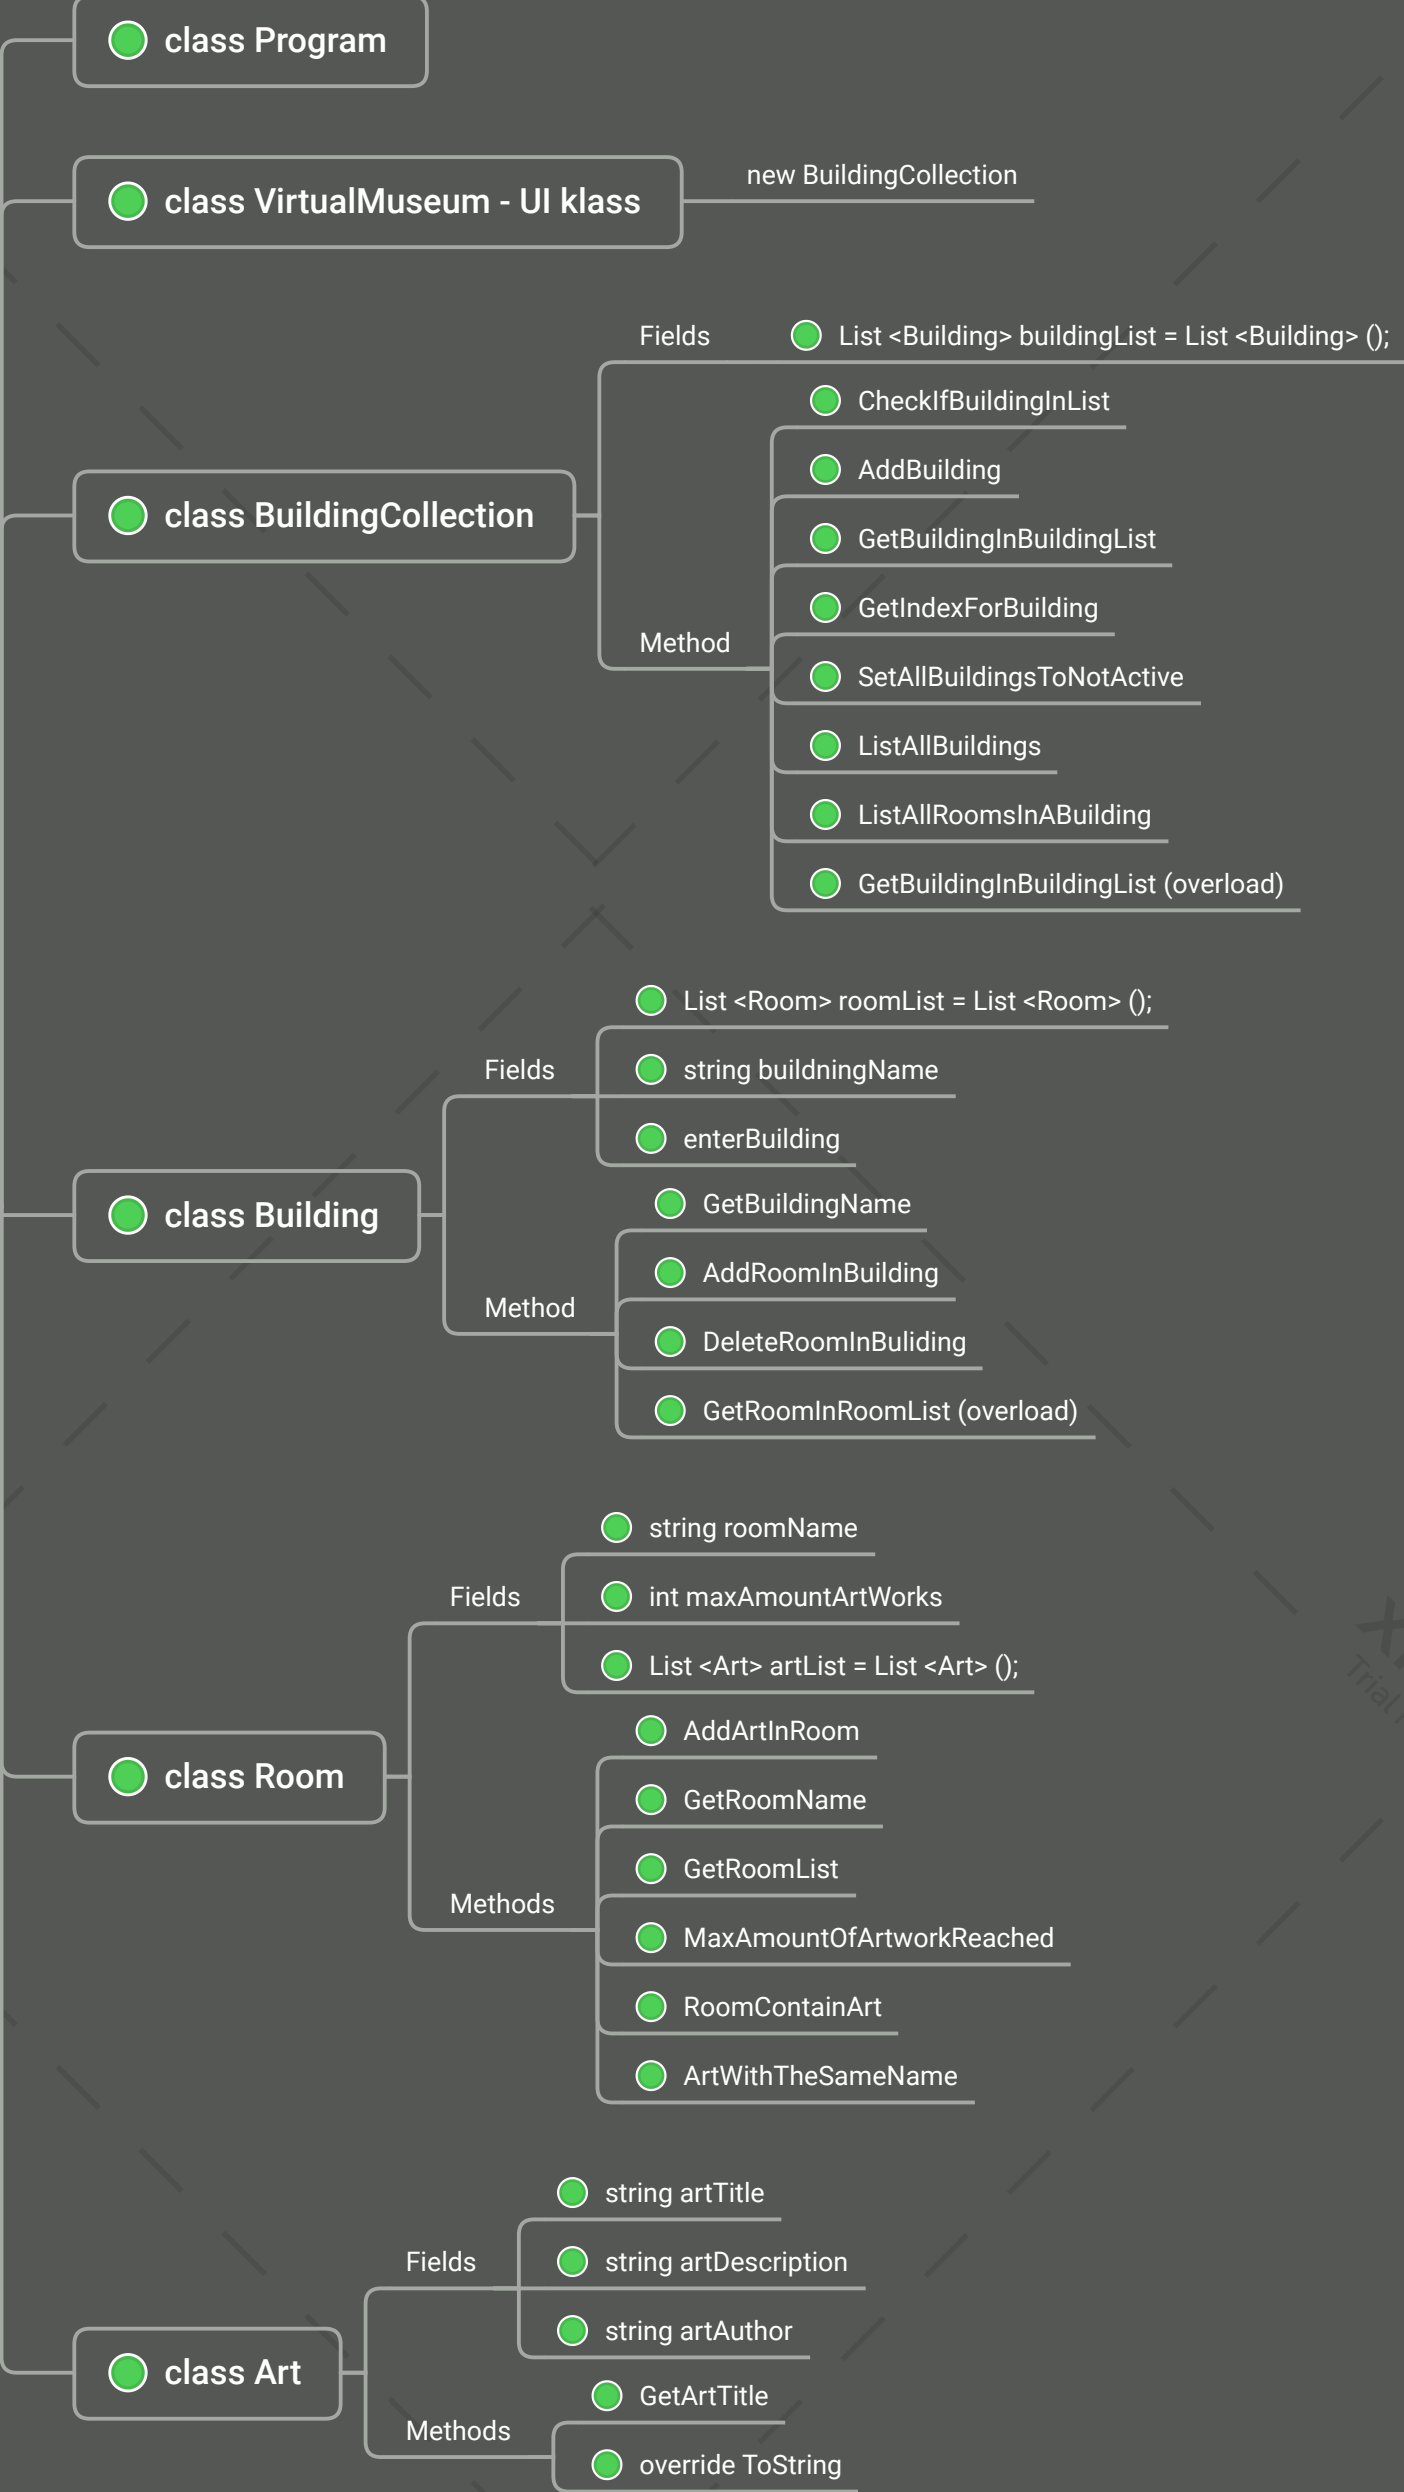 class Program
class VirtualMuseum - UI klass
new BuildingCollection
class BuildingCollection
Fields
List <Building> buildingList = List <Building> ();
Method
CheckIfBuildingInList
AddBuilding
GetBuildingInBuildingList
GetIndexForBuilding
SetAllBuildingsToNotActive
ListAllBuildings
ListAllRoomsInABuilding
GetBuildingInBuildingList (overload)
class Building
Fields
List <Room> roomList = List <Room> ();
string buildningName
enterBuilding
Method
GetBuildingName
AddRoomInBuilding
DeleteRoomInBuliding
GetRoomInRoomList (overload)
class Room
Fields
string roomName
int maxAmountArtWorks
List <Art> artList = List <Art> ();
Methods
AddArtInRoom
GetRoomName
GetRoomList
MaxAmountOfArtworkReached
RoomContainArt
ArtWithTheSameName
class Art
Fields
string artTitle
string artDescription
string artAuthor
Methods
GetArtTitle
override ToString
Trial